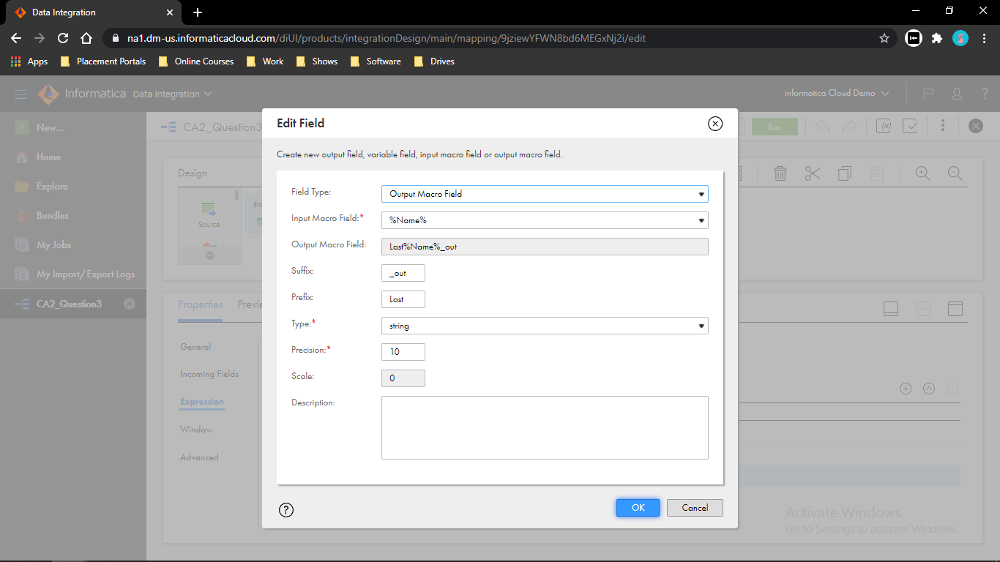 Data Integration
na1.dm-us.informaticacloud.com/diUI/products/integrationDesign/main/mapping/9jziewYFWN8bd6MEGxNj2i/edit
Apps Placement Portals Online Courses Work Shows Software Drives
Informatica Data Integration informatica Cloud Demo ?
New...
Home
Explore
Bundles
My Jobs
My Import/Export Logs
CA2_Question3
CA2_Question3 Run
Design
Source
Em
Properties Previe
General
Incoming Fields
Expression
Window
Advanced
Edit Field
Create new output field, variable field, input macro field or output macro field.
Field Type: Output Macro Field
Input Macro Field:* %Name%
Output Macro Field: Last%Name%_out
Suffix: _out
Prefix: Last
Type:* string
Precision:* 10
Scale: 0
Description:
? OK Cancel
Activate Windows
Go to Settings to activate Windows.